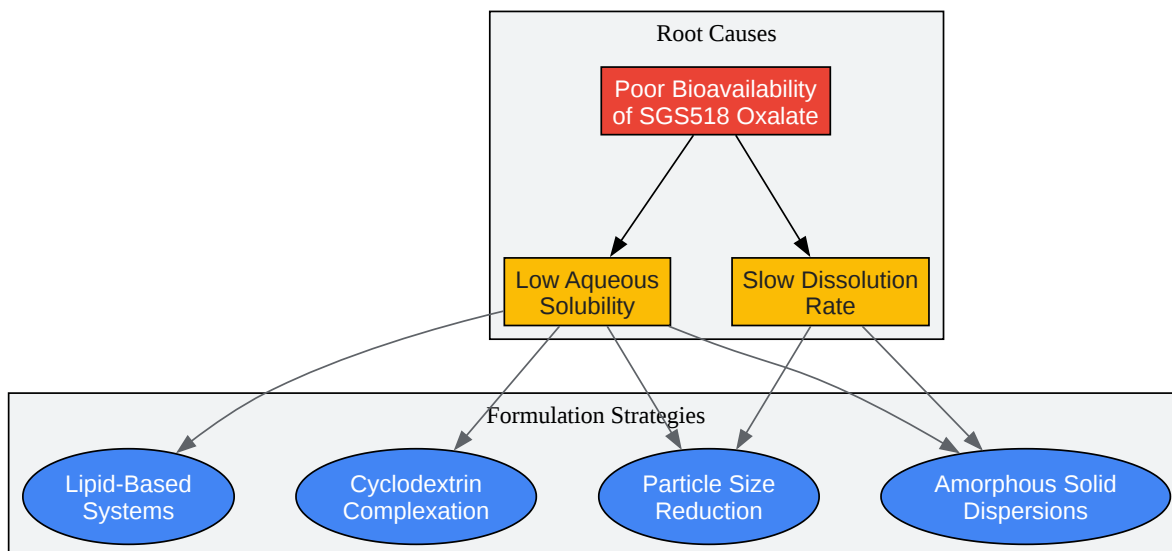 Root Causes
Poor Bioavailability
of SGS518 Oxalate
Low Aqueous
Solubility
Slow Dissolution
Rate
Formulation Strategies
Lipid-Based
Systems
Cyclodextrin
Complexation
Particle Size
Reduction
Amorphous Solid
Dispersions